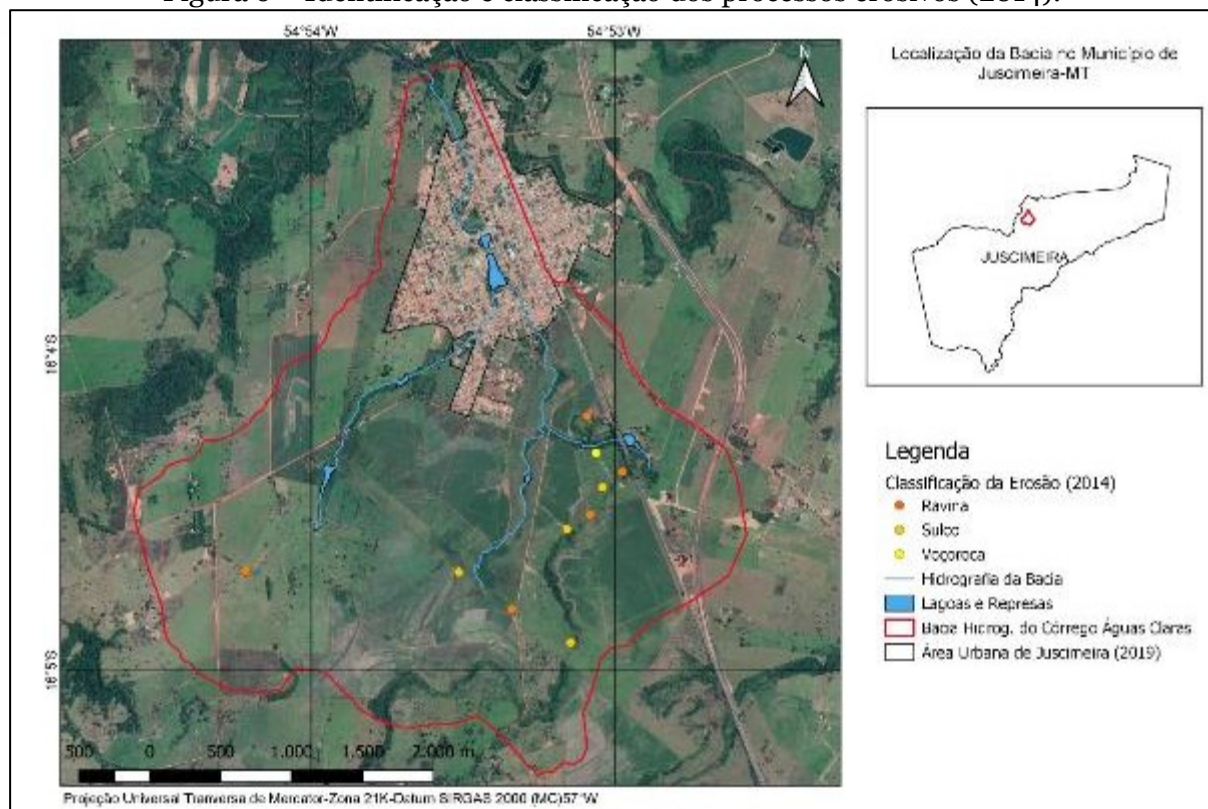 Figura 6 – Identificação e classificação dos processos erosivos (2014).
54°54'W
54°53'W
N
Localização da Bacia no Município de
Juscimeira-MT
JUSCIMEIRA
16°4'S
16°5'S
Legenda
Classificação da Erosão (2014)
Ravina
Sulco
Voçoroca
Hidrografia da Bacia
Lagoas e Represas
Bacia Hidrog. do Córrego Águas Claras
Área Urbana de Juscimeira (2019)
500 0 500 1.000 1.500 2.000 m
Projeção Universal Tranversa de Mercator-Zona 21K-Datum SIRGAS 2000 (MC)57°W